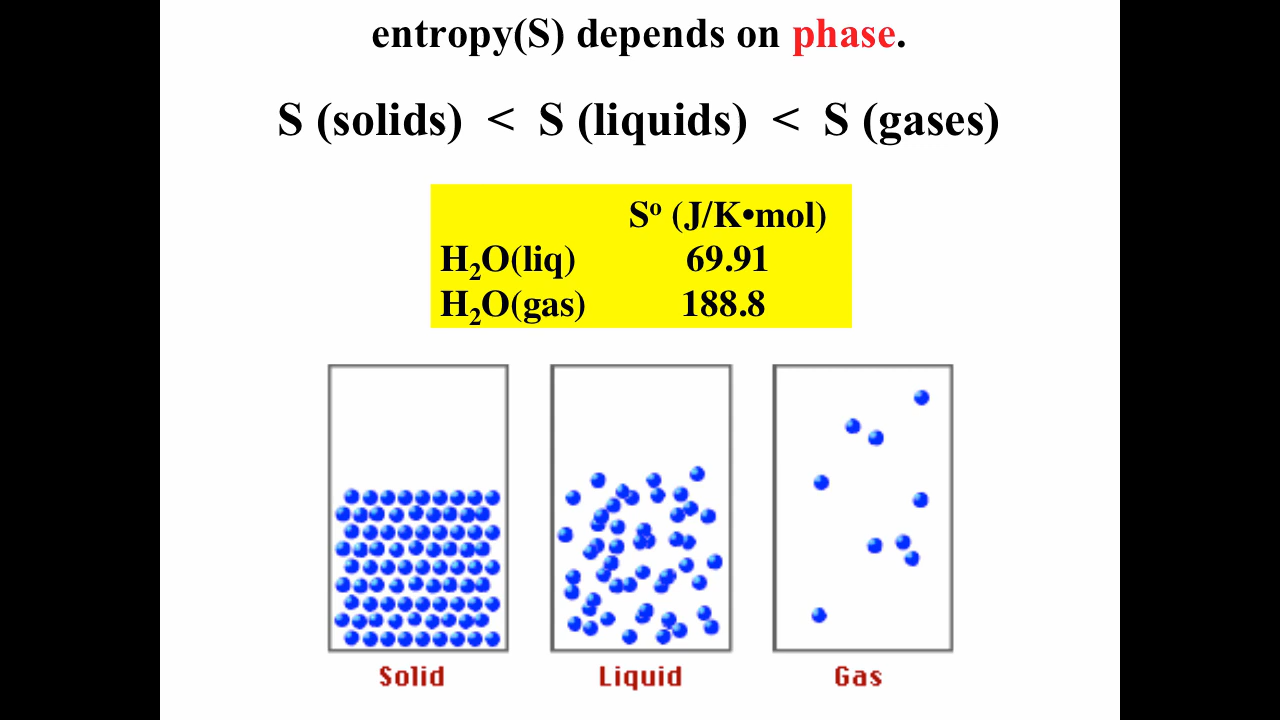 entropy(S) depends on phase.
S (solids) < S (liquids) < S (gases)
Sº (J/K•mol)
H₂O(liq) 69.91
H₂O(gas) 188.8
Solid Liquid Gas